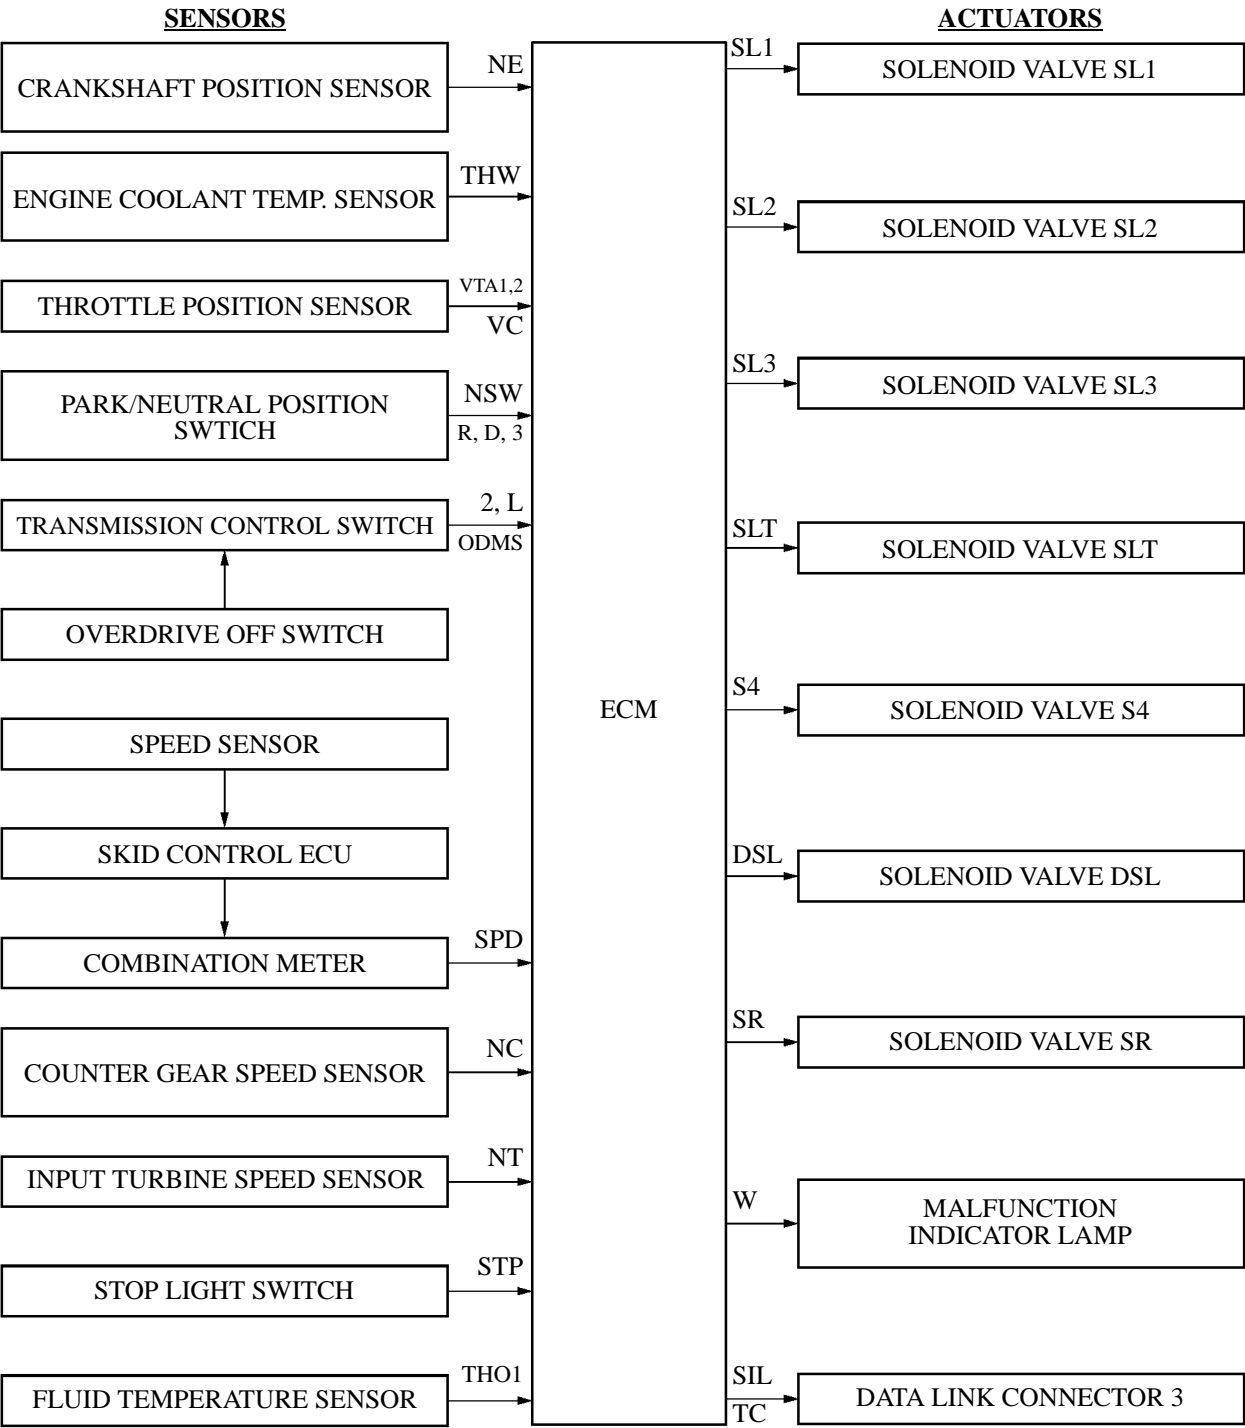 SENSORS
ACTUATORS
CRANKSHAFT POSITION SENSOR
NE
ENGINE COOLANT TEMP. SENSOR
THW
THROTTLE POSITION SENSOR
VTA1,2
VC
PARK/NEUTRAL POSITION
SWTICH
NSW
R, D, 3
TRANSMISSION CONTROL SWITCH
2, L
ODMS
OVERDRIVE OFF SWITCH
SPEED SENSOR
SKID CONTROL ECU
COMBINATION METER
SPD
COUNTER GEAR SPEED SENSOR
NC
INPUT TURBINE SPEED SENSOR
NT
STOP LIGHT SWITCH
STP
FLUID TEMPERATURE SENSOR
THO1
ECM
SL1
SOLENOID VALVE SL1
SL2
SOLENOID VALVE SL2
SL3
SOLENOID VALVE SL3
SLT
SOLENOID VALVE SLT
S4
SOLENOID VALVE S4
DSL
SOLENOID VALVE DSL
SR
SOLENOID VALVE SR
W
MALFUNCTION
INDICATOR LAMP
SIL
TC
DATA LINK CONNECTOR 3